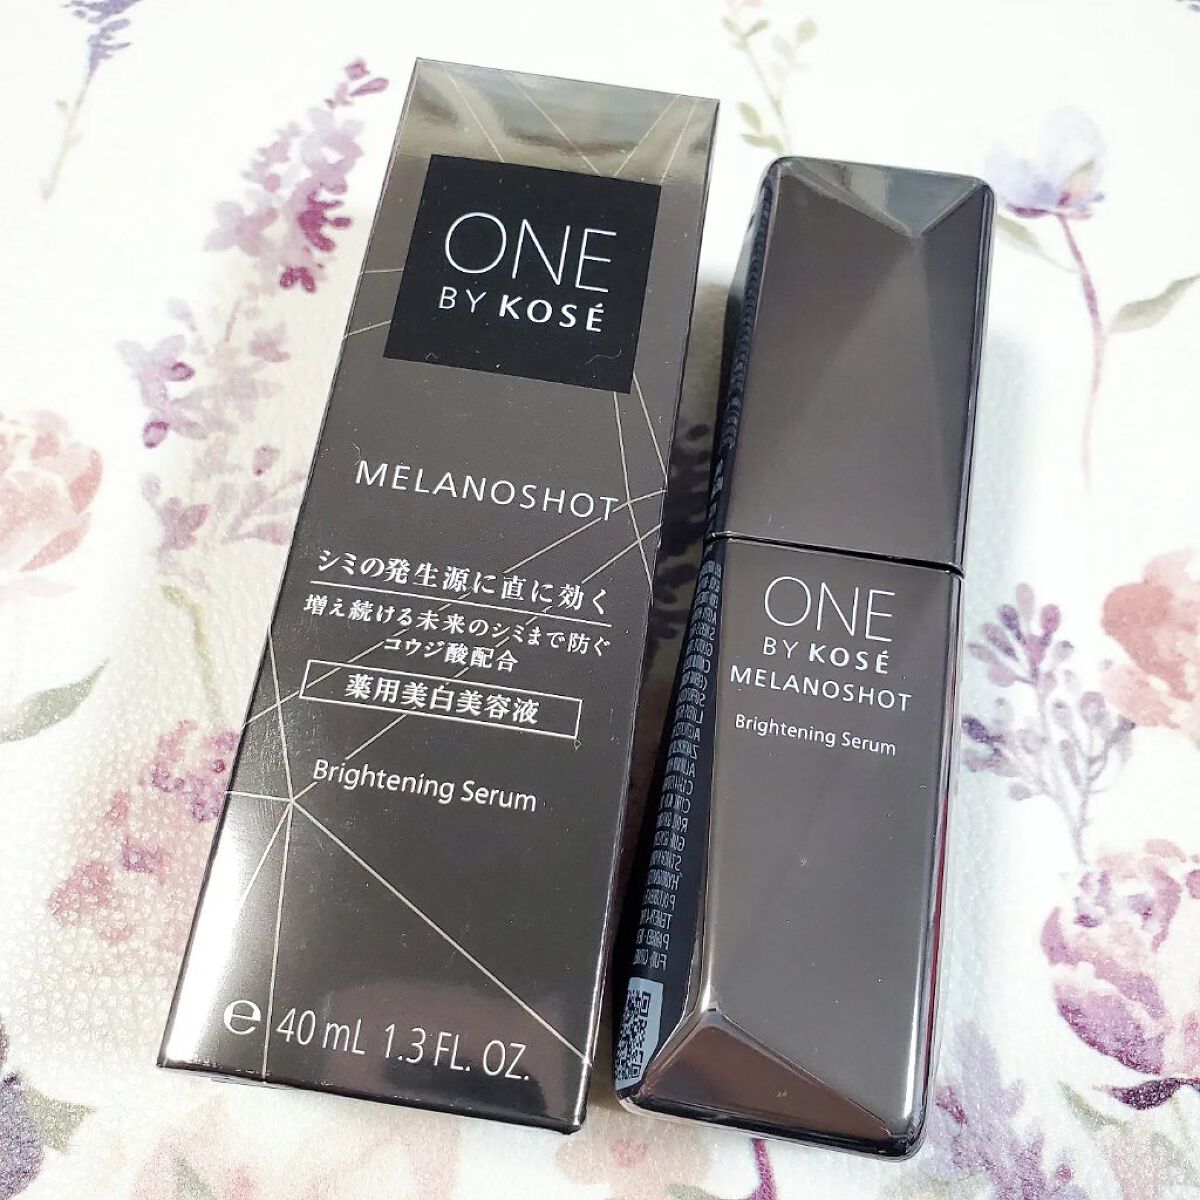 ONE
BY KOSÉ
MELANOSHOT
シミの発生源に直に効く
増え続ける未来のシミまで防ぐ
コウジ酸配合
薬用美白美容液
Brightening Serum
e 40 mL 1.3 FL. OZ.
ONE
BY KOSÉ
MELANOSHOT
Brightening Serum